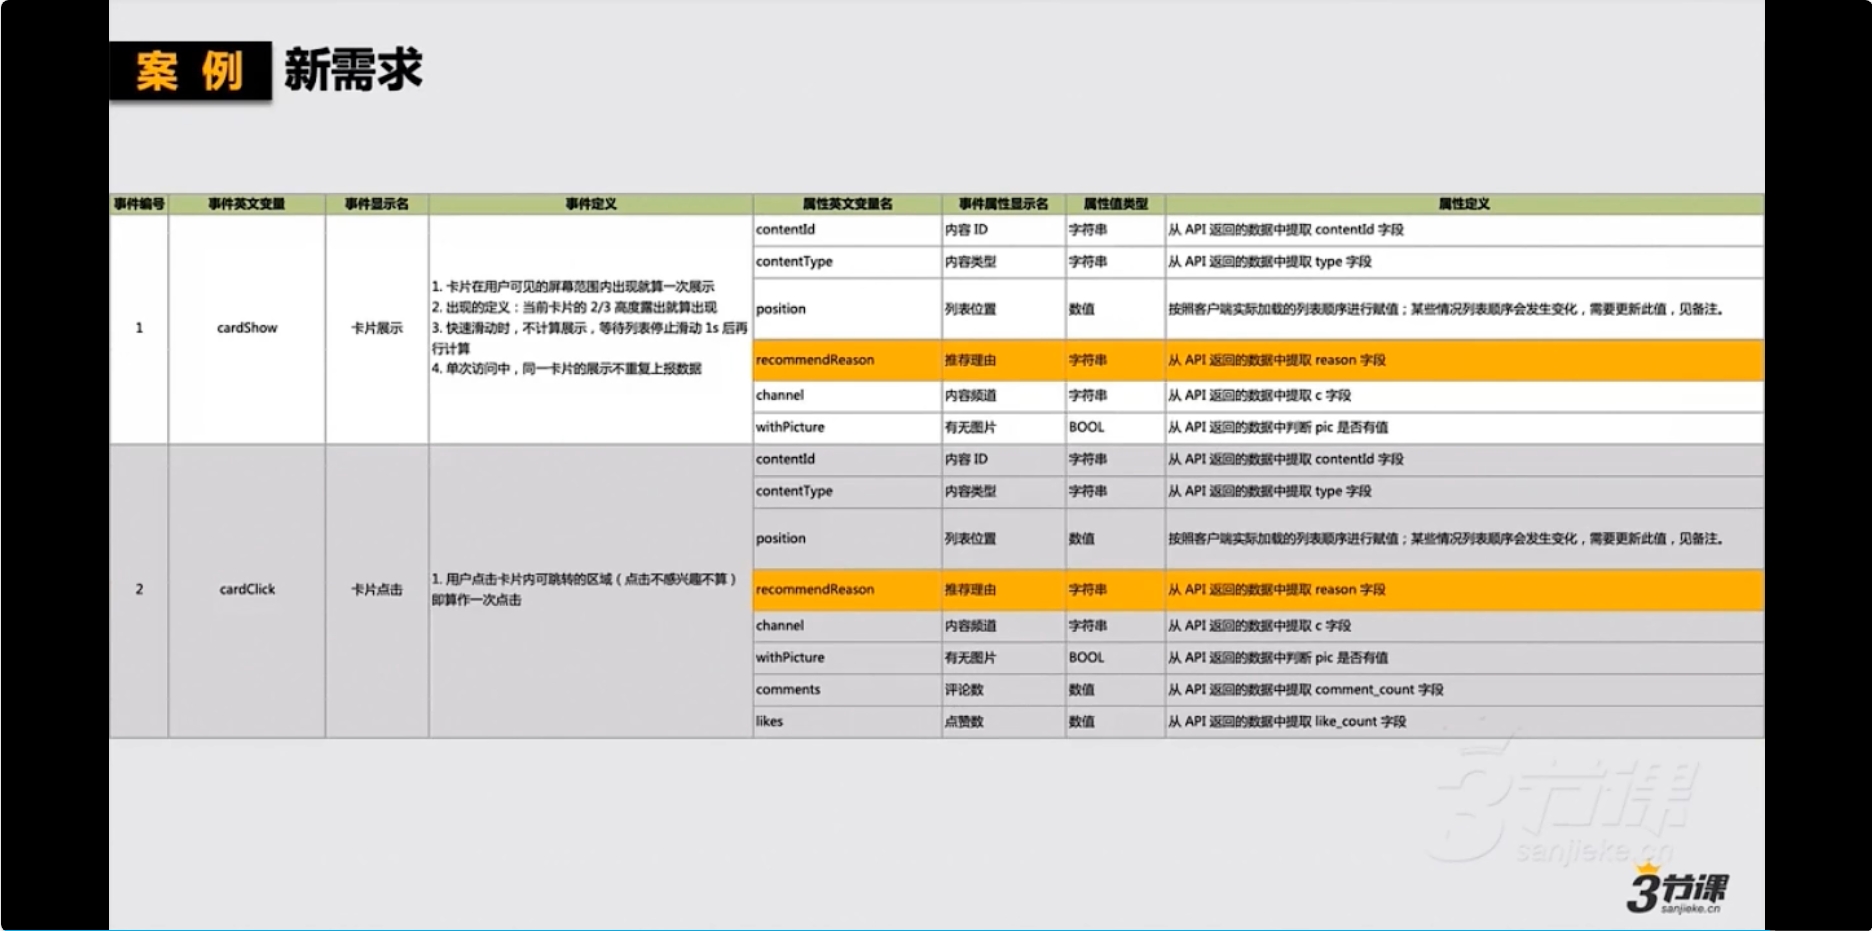 案 例 新需求
事件编号 事件英文变量 事件显示名 事件定义 属性英文变量名 事件属性显示名 属性值类型 属性定义
1 cardShow 卡片展示
1. 卡片在用户可见的屏幕范围内出现就算一次展示
2. 出现的定义：当前卡片的 2/3 高度露出就算出现
3. 快速滑动时，不计算展示，等待列表停止滑动 1s 后再
行计算
4. 单次访问中，同一卡片的展示不重复上报数据
contentId 内容 ID 字符串 从 API 返回的数据中提取 contentId 字段
contentType 内容类型 字符串 从 API 返回的数据中提取 type 字段
position 列表位置 数值 按照客户端实际加载的列表顺序进行赋值；某些情况列表顺序会发生变化，需要更新此值，见备注。
recommendReason 推荐理由 字符串 从 API 返回的数据中提取 reason 字段
channel 内容频道 字符串 从 API 返回的数据中提取 c 字段
withPicture 有无图片 BOOL 从 API 返回的数据中判断 pic 是否有值
2 cardClick 卡片点击
1. 用户点击卡片内可跳转的区域（点击不感兴趣不算）
即算作一次点击
contentId 内容 ID 字符串 从 API 返回的数据中提取 contentId 字段
contentType 内容类型 字符串 从 API 返回的数据中提取 type 字段
position 列表位置 数值 按照客户端实际加载的列表顺序进行赋值；某些情况列表顺序会发生变化，需要更新此值，见备注。
recommendReason 推荐理由 字符串 从 API 返回的数据中提取 reason 字段
channel 内容频道 字符串 从 API 返回的数据中提取 c 字段
withPicture 有无图片 BOOL 从 API 返回的数据中判断 pic 是否有值
comments 评论数 数值 从 API 返回的数据中提取 comment_count 字段
likes 点赞数 数值 从 API 返回的数据中提取 like_count 字段
3节课
sanjieke.cn
3节课
sanjieke.cn